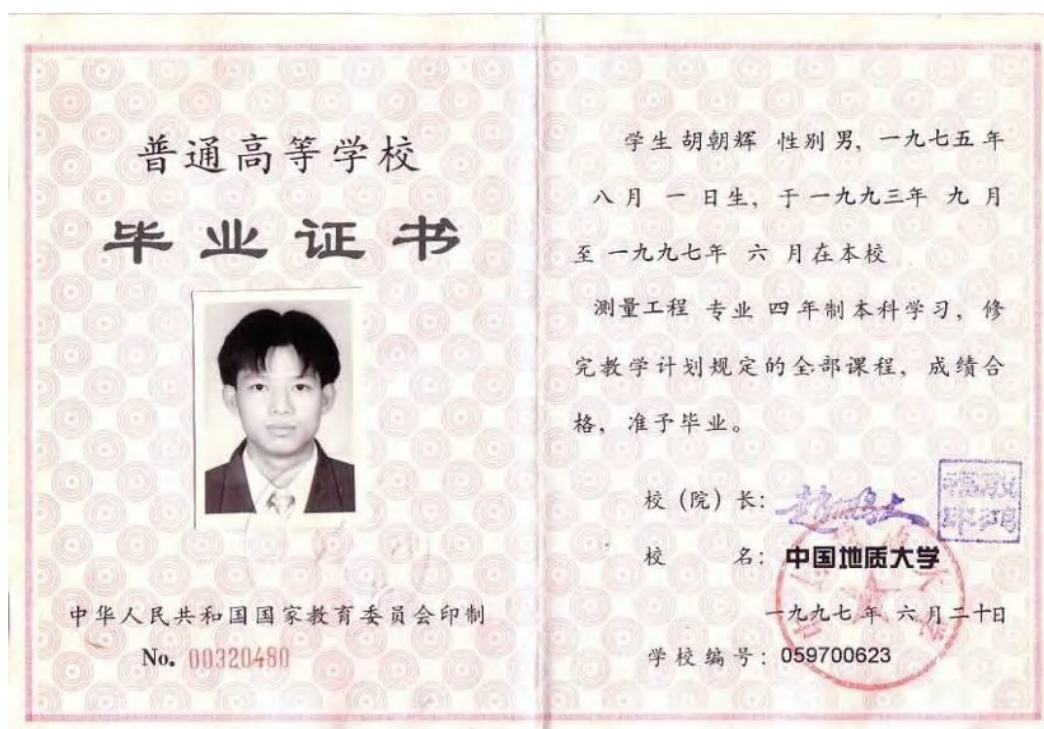 普通高等学校
毕业证书
中华人民共和国国家教育委员会印制
No. 00320480
学生 胡朝辉 性别 男, 一九七五 年
八 月 一 日生, 于 一九九三年 九 月
至 一九九七年 六 月在本校
测量工程 专业 四 年制本科学习, 修
完教学计划规定的全部课程, 成绩合
格, 准予毕业。
校（院）长: 赵鹏大
校 名: 中国地质大学
一九九七 年 六 月二十日
学校编号: 059700623